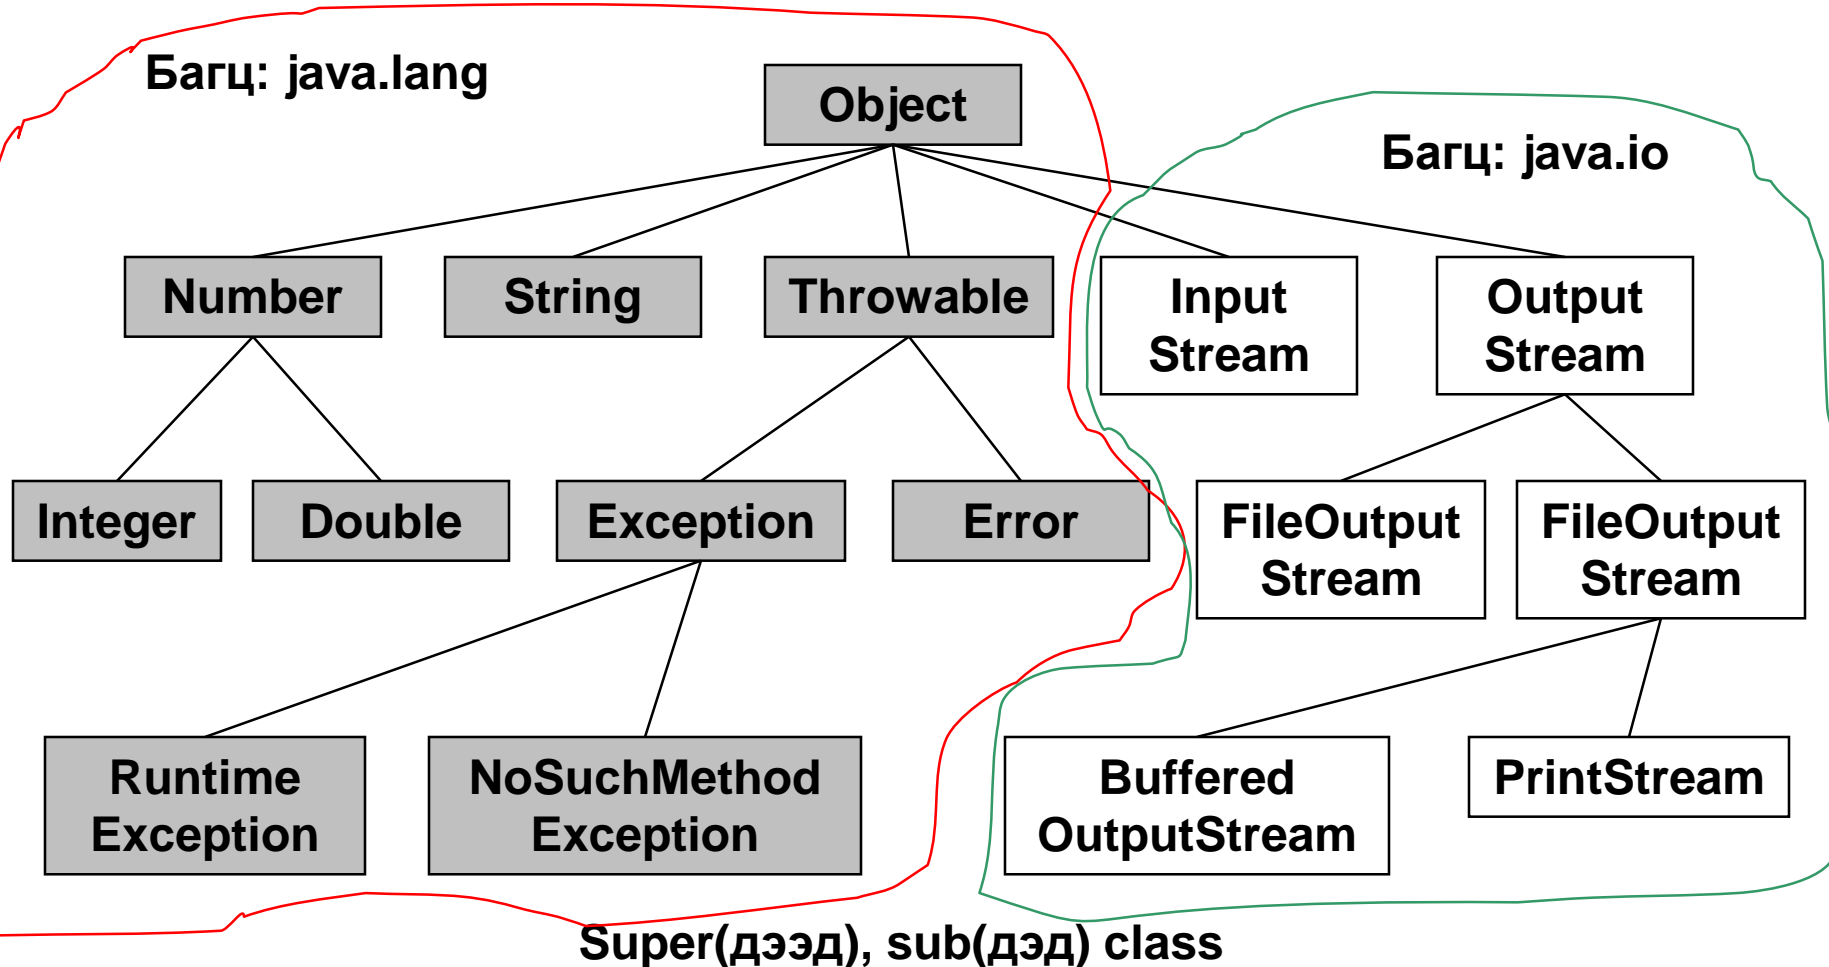 Багц: java.lang
Object
Багц: java.io
Number
String
Throwable
Input
Stream
Output
Stream
Integer
Double
Exception
Error
FileOutput
Stream
FileOutput
Stream
Runtime
Exception
NoSuchMethod
Exception
Buffered
OutputStream
PrintStream
Super(дээд), sub(дэд) class